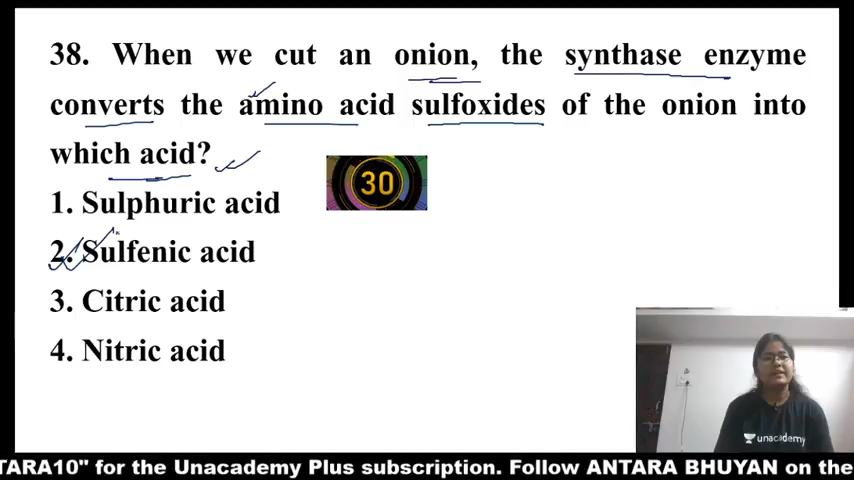 38. When we cut an onion, the synthase enzyme
converts the amino acid sulfoxides of the onion into
which acid?
30
1. Sulphuric acid
2. Sulfenic acid
3. Citric acid
4. Nitric acid
unacademy
TARA10" for the Unacademy Plus subscription. Follow ANTARA BHUYAN on the